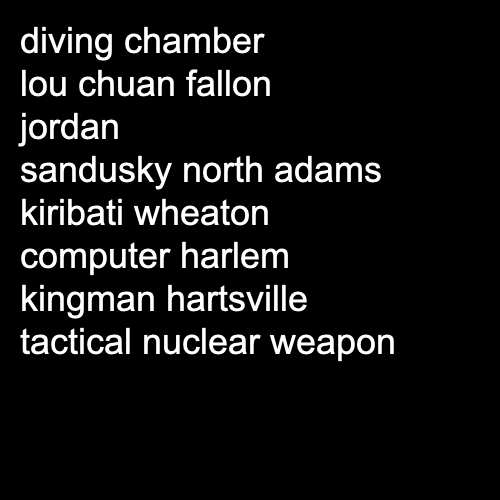 diving chamber
lou chuan fallon
jordan
sandusky north adams
kiribati wheaton
computer harlem
kingman hartsville
tactical nuclear weapon